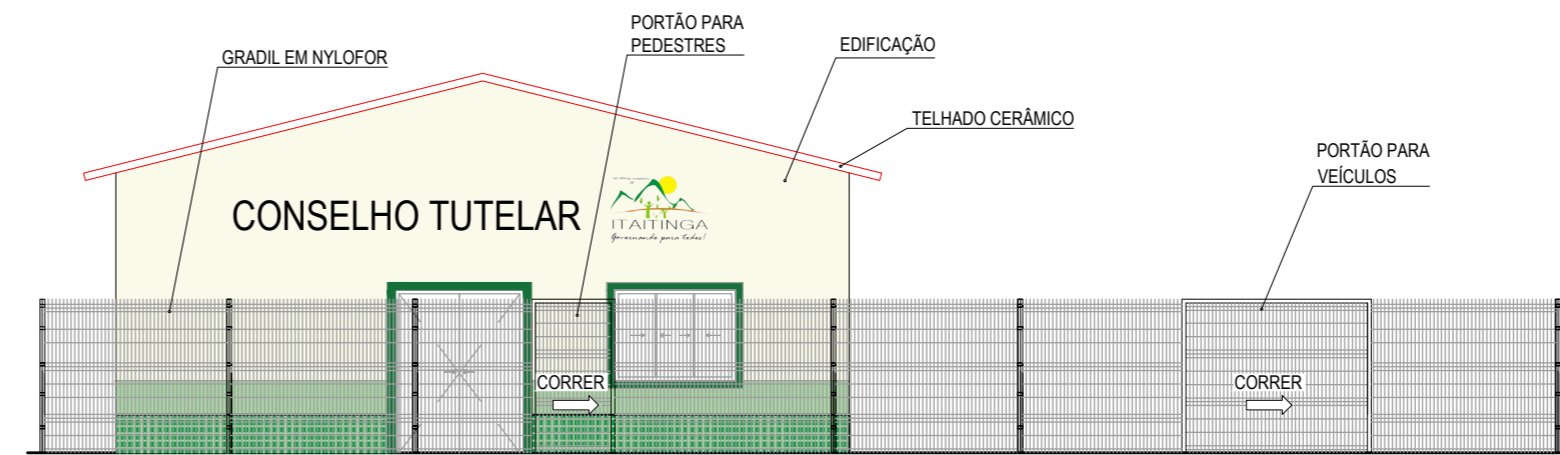 PORTÃO PARA
PEDESTRES
EDIFICAÇÃO
GRADIL EM NYLOFOR
TELHADO CERÂMICO
PORTÃO PARA
VEÍCULOS
CONSELHO TUTELAR
ITAITINGA
Governando para todos!
CORRER
CORRER